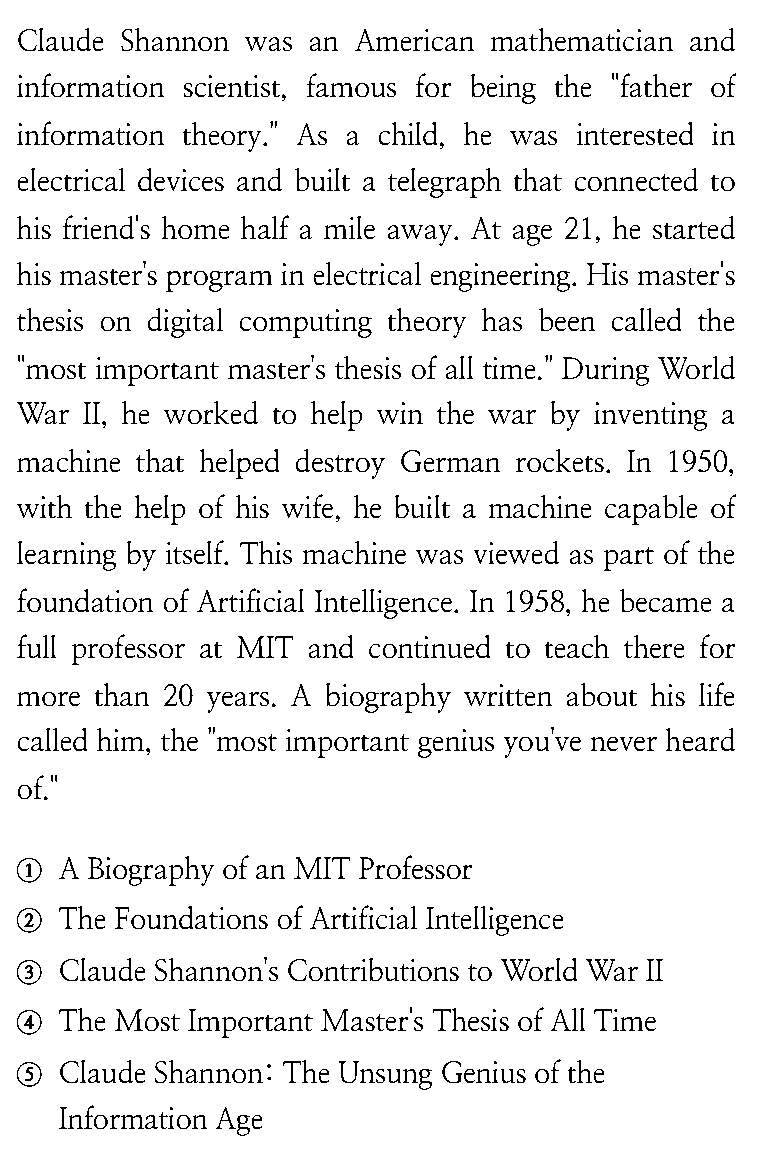 Claude Shannon was an American mathematician and
information scientist, famous for being the "father of
information theory." As a child, he was interested in
electrical devices and built a telegraph that connected to
his friend's home half a mile away. At age 21, he started
his master's program in electrical engineering. His master's
thesis on digital computing theory has been called the
"most important master's thesis of all time." During World
War II, he worked to help win the war by inventing a
machine that helped destroy German rockets. In 1950,
with the help of his wife, he built a machine capable of
learning by itself. This machine was viewed as part of the
foundation of Artificial Intelligence. In 1958, he became a
full professor at MIT and continued to teach there for
more than 20 years. A biography written about his life
called him, the "most important genius you've never heard
of."
① A Biography of an MIT Professor
② The Foundations of Artificial Intelligence
③ Claude Shannon's Contributions to World War II
④ The Most Important Master's Thesis of All Time
⑤ Claude Shannon: The Unsung Genius of the
Information Age